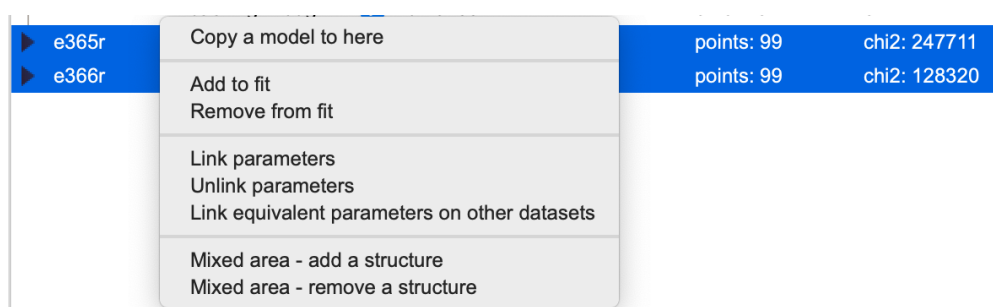 e365r Copy a model to here points: 99 chi2: 247711
e366r points: 99 chi2: 128320
Add to fit
Remove from fit
Link parameters
Unlink parameters
Link equivalent parameters on other datasets
Mixed area - add a structure
Mixed area - remove a structure